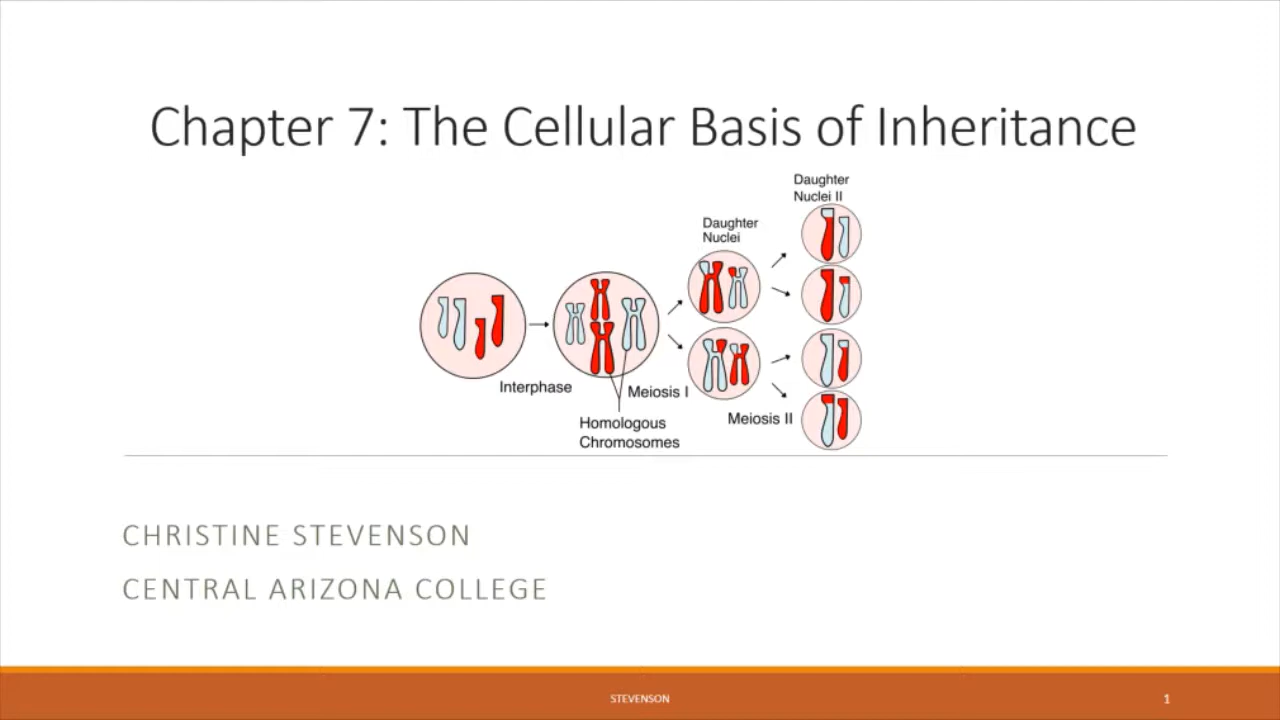 Chapter 7: The Cellular Basis of Inheritance
Daughter
Nuclei II
Daughter
Nuclei
Interphase
Meiosis I
Homologous
Chromosomes
Meiosis II
CHRISTINE STEVENSON
CENTRAL ARIZONA COLLEGE
STEVENSON
1